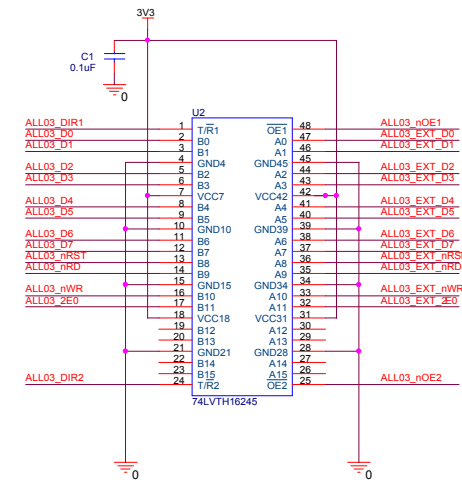 3V3
C1
0.1uF
0
U2
ALL03_DIR1 1 T/R1 OE1 48 ALL03_nOE1
ALL03_D0 2 B0 A0 47 ALL03_EXT_D0
ALL03_D1 3 B1 A1 46 ALL03_EXT_D1
4 GND4 GND45 45
ALL03_D2 5 B2 A2 44 ALL03_EXT_D2
ALL03_D3 6 B3 A3 43 ALL03_EXT_D3
7 VCC7 VCC42 42
ALL03_D4 8 B4 A4 41 ALL03_EXT_D4
ALL03_D5 9 B5 A5 40 ALL03_EXT_D5
10 GND10 GND39 39
ALL03_D6 11 B6 A6 38 ALL03_EXT_D6
ALL03_D7 12 B7 A7 37 ALL03_EXT_D7
ALL03_nRST 13 B8 A8 36 ALL03_EXT_nRST
ALL03_nRD 14 B9 A9 35 ALL03_EXT_nRD
15 GND15 GND34 34
ALL03_nWR 16 B10 A10 33 ALL03_EXT_nWR
ALL03_2E0 17 B11 A11 32 ALL03_EXT_2E0
18 VCC18 VCC31 31
19 B12 A12 30
20 B13 A13 29
21 GND21 GND28 28
22 B14 A14 27
23 B15 A15 26
ALL03_DIR2 24 T/R2 OE2 25 ALL03_nOE2
74LVTH16245
0 0